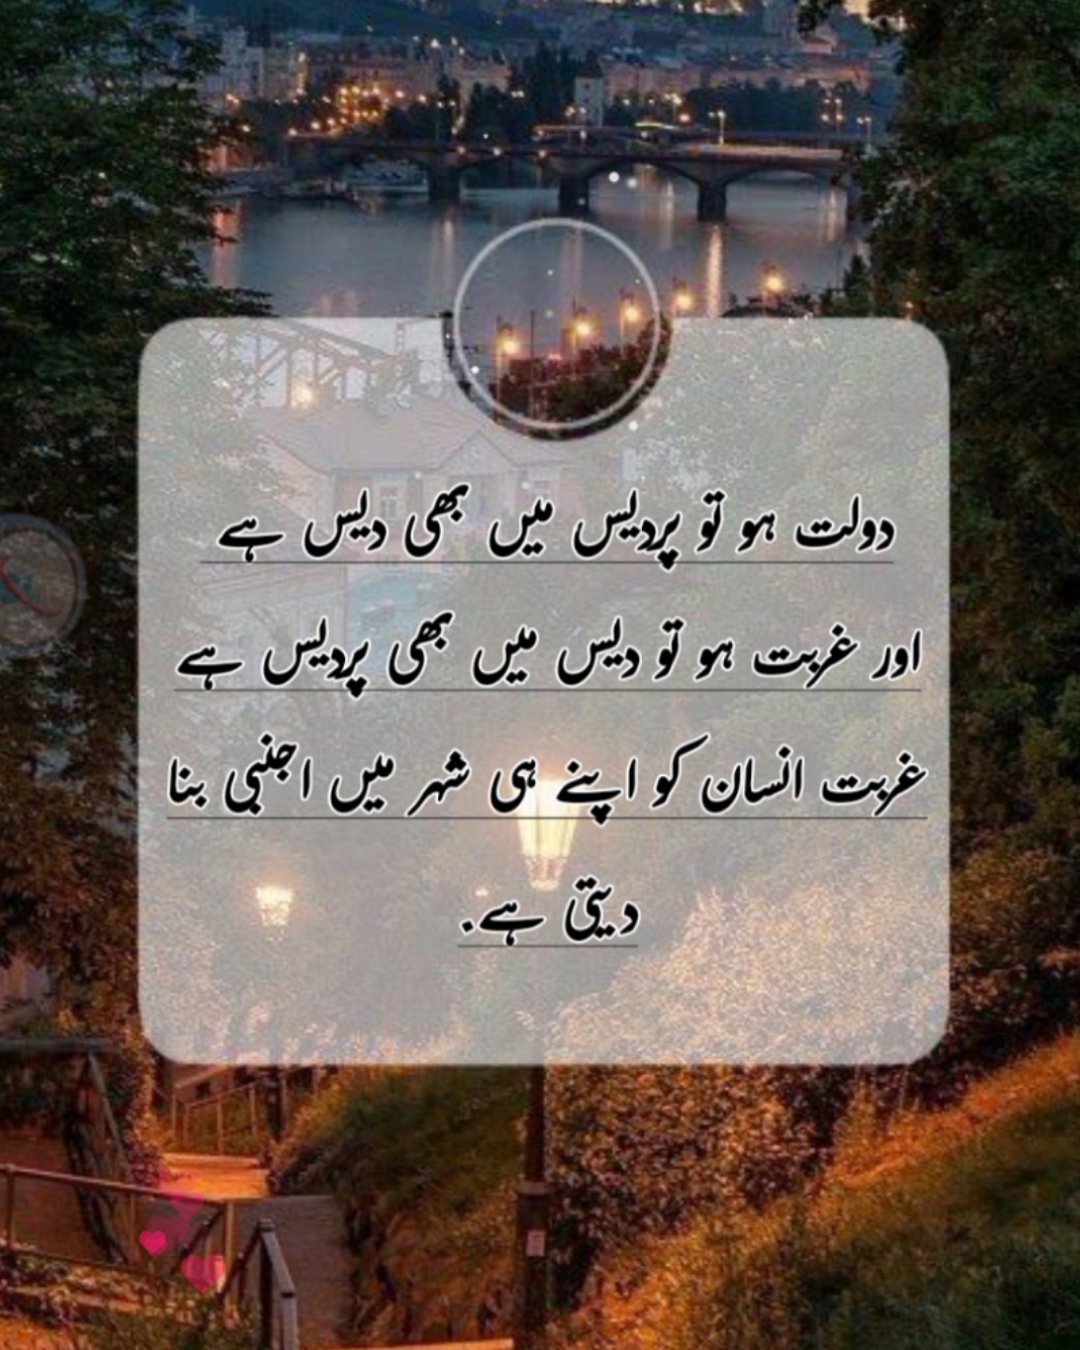 دولت ہو تو پردیس میں بھی دیس ہے
اور غربت ہو تو دیس میں بھی پردیس ہے
غربت انسان کو اپنے ہی شہر میں اجنبی بنا
دیتی ہے.